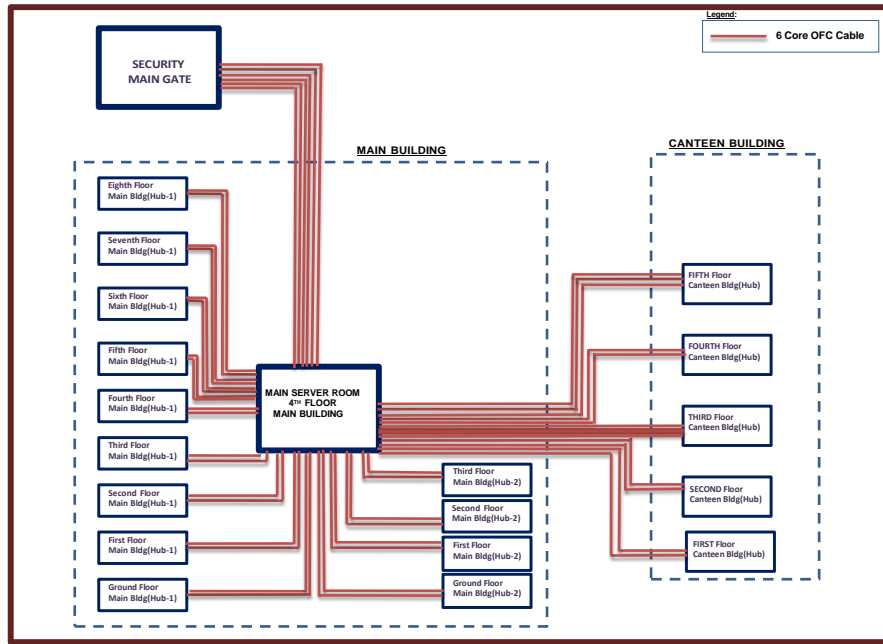 Legend:
6 Core OFC Cable
SECURITY
MAIN GATE
MAIN BUILDING
CANTEEN BUILDING
Eighth Floor
Main Bldg(Hub-1)
Seventh Floor
Main Bldg(Hub-1)
Sixth Floor
Main Bldg(Hub-1)
Fifth Floor
Main Bldg(Hub-1)
Fourth Floor
Main Bldg(Hub-1)
Third Floor
Main Bldg(Hub-1)
Second Floor
Main Bldg(Hub-1)
First Floor
Main Bldg(Hub-1)
Ground Floor
Main Bldg(Hub-1)
MAIN SERVER ROOM
4TH FLOOR
MAIN BUILDING
Third Floor
Main Bldg(Hub-2)
Second Floor
Main Bldg(Hub-2)
First Floor
Main Bldg(Hub-2)
Ground Floor
Main Bldg(Hub-2)
FIFTH Floor
Canteen Bldg(Hub)
FOURTH Floor
Canteen Bldg(Hub)
THIRD Floor
Canteen Bldg(Hub)
SECOND Floor
Canteen Bldg(Hub)
FIRST Floor
Canteen Bldg(Hub)